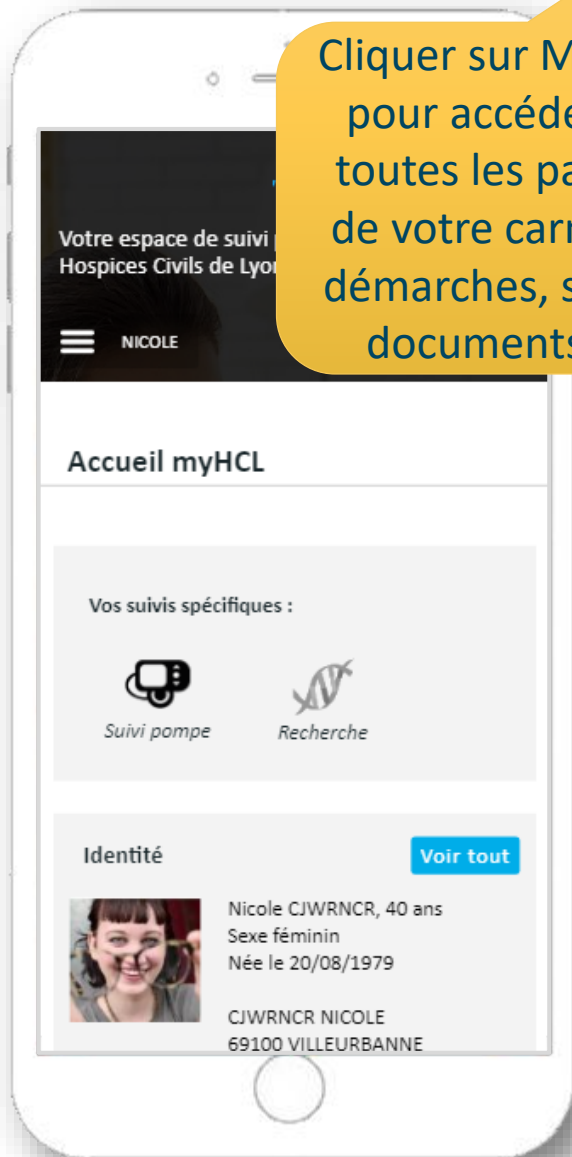 Cliquer sur M
pour accéde
toutes les pa
de votre carn
démarches, s
documents
Votre espace de suivi
Hospices Civils de Lyo
NICOLE
Accueil myHCL
Vos suivis spécifiques :
Suivi pompe
Recherche
Identité
Voir tout
Nicole CJWRNCR, 40 ans
Sexe féminin
Née le 20/08/1979
CJWRNCR NICOLE
69100 VILLEURBANNE